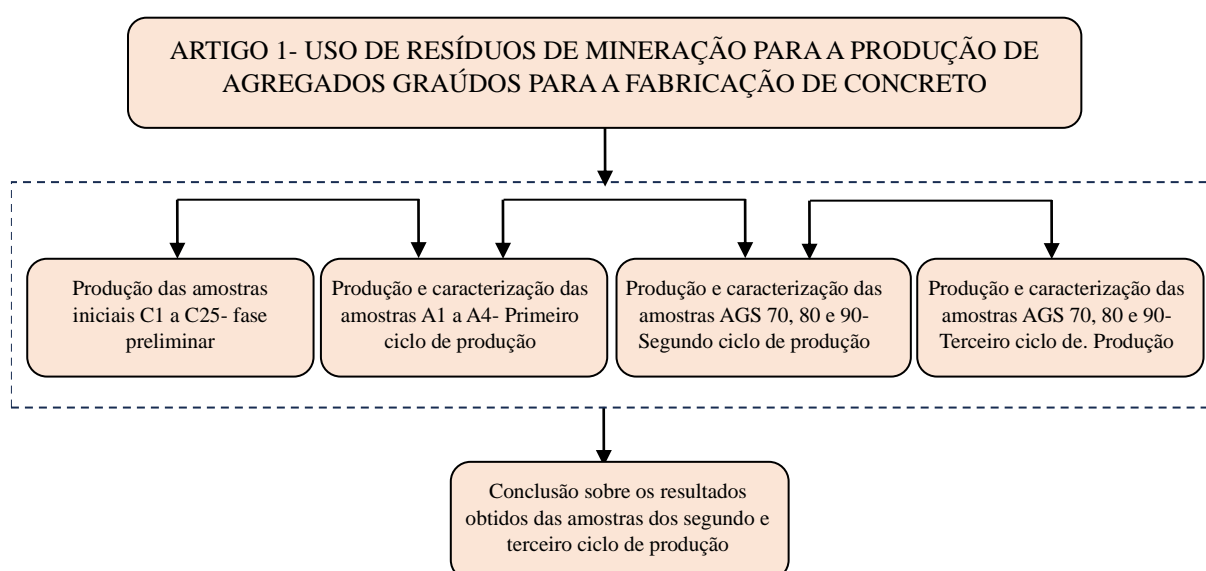 ARTIGO 1- USO DE RESÍDUOS DE MINERAÇÃO PARA A PRODUÇÃO DE
AGREGADOS GRAÚDOS PARA A FABRICAÇÃO DE CONCRETO
Produção das amostras
iniciais C1 a C25- fase
preliminar
Produção e caracterização das
amostras A1 a A4- Primeiro
ciclo de produção
Produção e caracterização das
amostras AGS 70, 80 e 90-
Segundo ciclo de produção
Produção e caracterização das
amostras AGS 70, 80 e 90-
Terceiro ciclo de. Produção
Conclusão sobre os resultados
obtidos das amostras dos segundo e
terceiro ciclo de produção